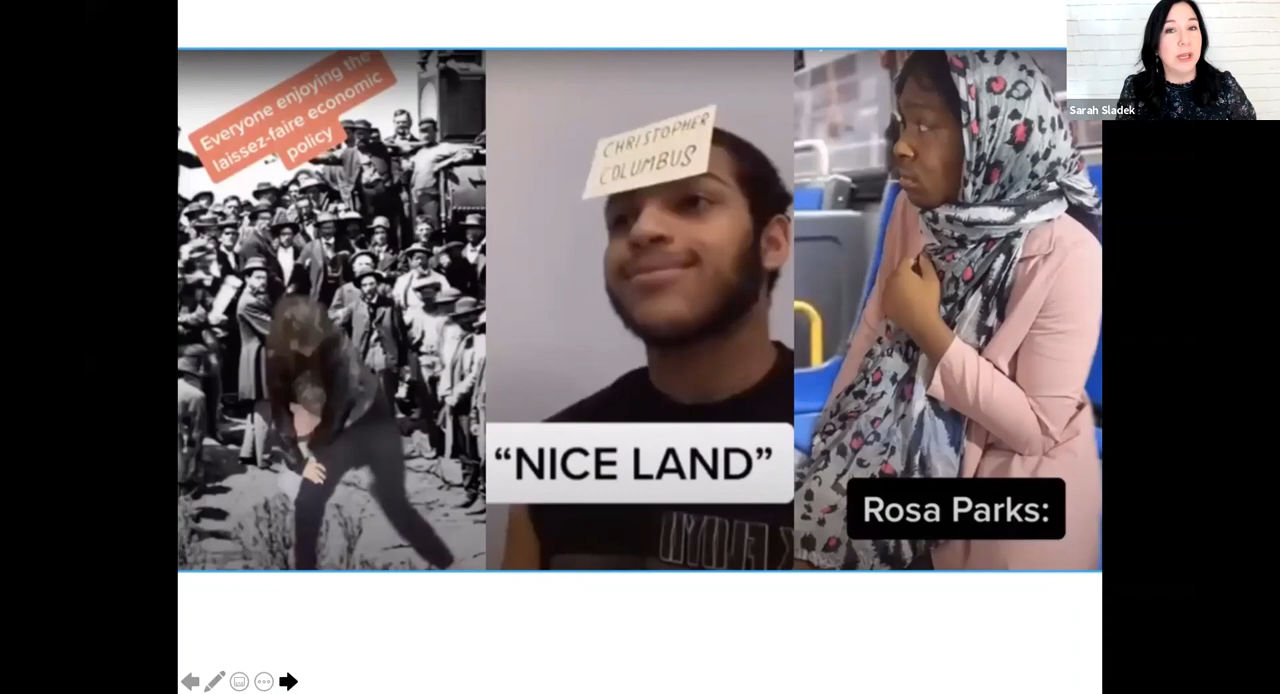 Everyone enjoying the
laissez-faire economic
policy
CHRISTOPHER
COLUMBUS
“NICE LAND”
Rosa Parks:
Sarah Sladek